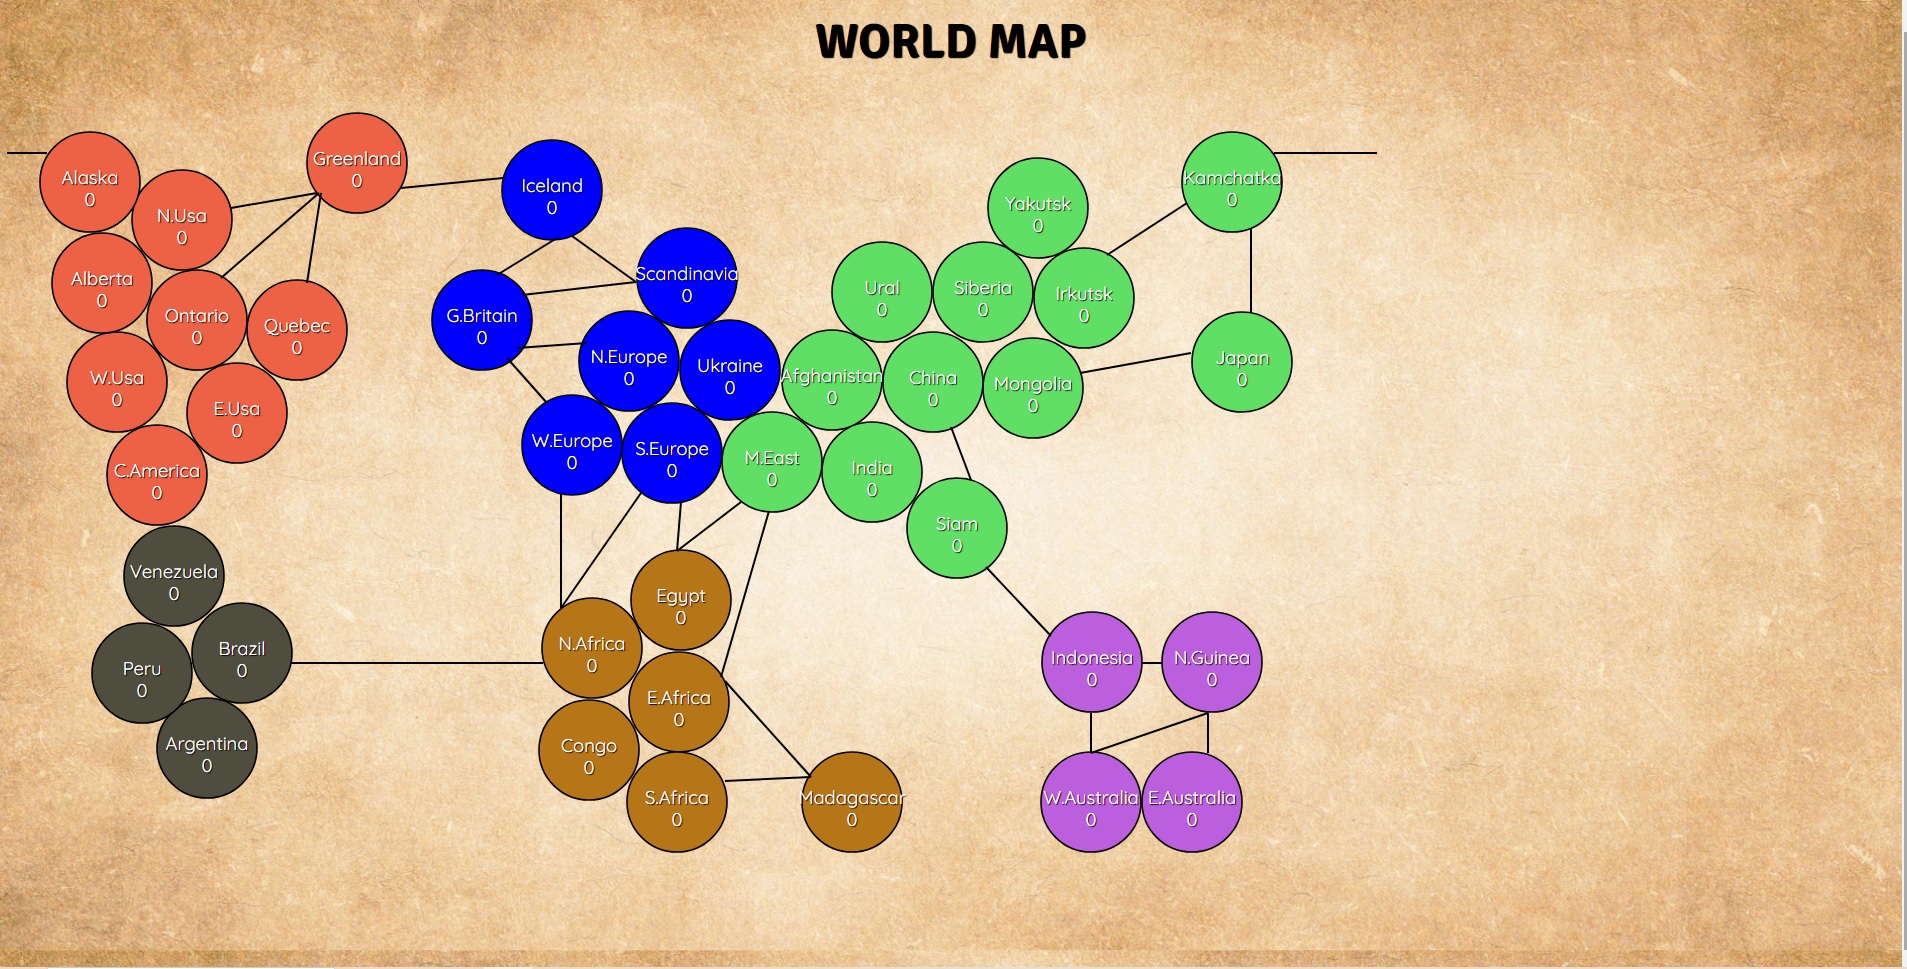 WORLD MAP
Alaska
0
N.Usa
0
Greenland
0
Alberta
0
Ontario
0
Quebec
0
W.Usa
0
E.Usa
0
C.America
0
Venezuela
0
Peru
0
Brazil
0
Argentina
0
Iceland
0
Scandinavia
0
G.Britain
0
N.Europe
0
Ukraine
0
W.Europe
0
S.Europe
0
M.East
0
Afghanistan
0
Ural
0
Siberia
0
Yakutsk
0
Irkutsk
0
Kamchatka
0
China
0
Mongolia
0
Japan
0
India
0
Siam
0
Egypt
0
N.Africa
0
E.Africa
0
Congo
0
S.Africa
0
Madagascar
0
Indonesia
0
N.Guinea
0
W.Australia
0
E.Australia
0